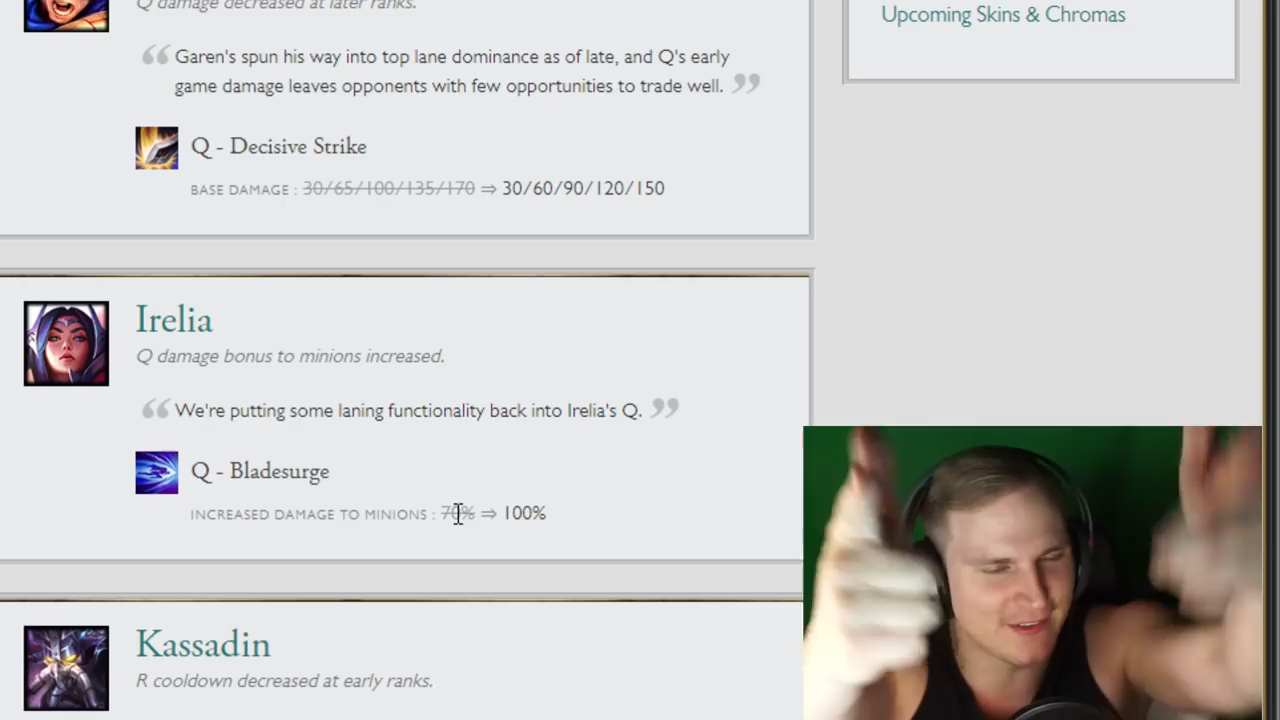 Q damage decreased at later ranks.
Upcoming Skins & Chromas
“ Garen's spun his way into top lane dominance as of late, and Q's early
game damage leaves opponents with few opportunities to trade well. ”
Q - Decisive Strike
BASE DAMAGE : 30/65/100/135/170 ⇒ 30/60/90/120/150
Irelia
Q damage bonus to minions increased.
“ We're putting some laning functionality back into Irelia's Q. ”
Q - Bladesurge
INCREASED DAMAGE TO MINIONS : 70% ⇒ 100%
Kassadin
R cooldown decreased at early ranks.